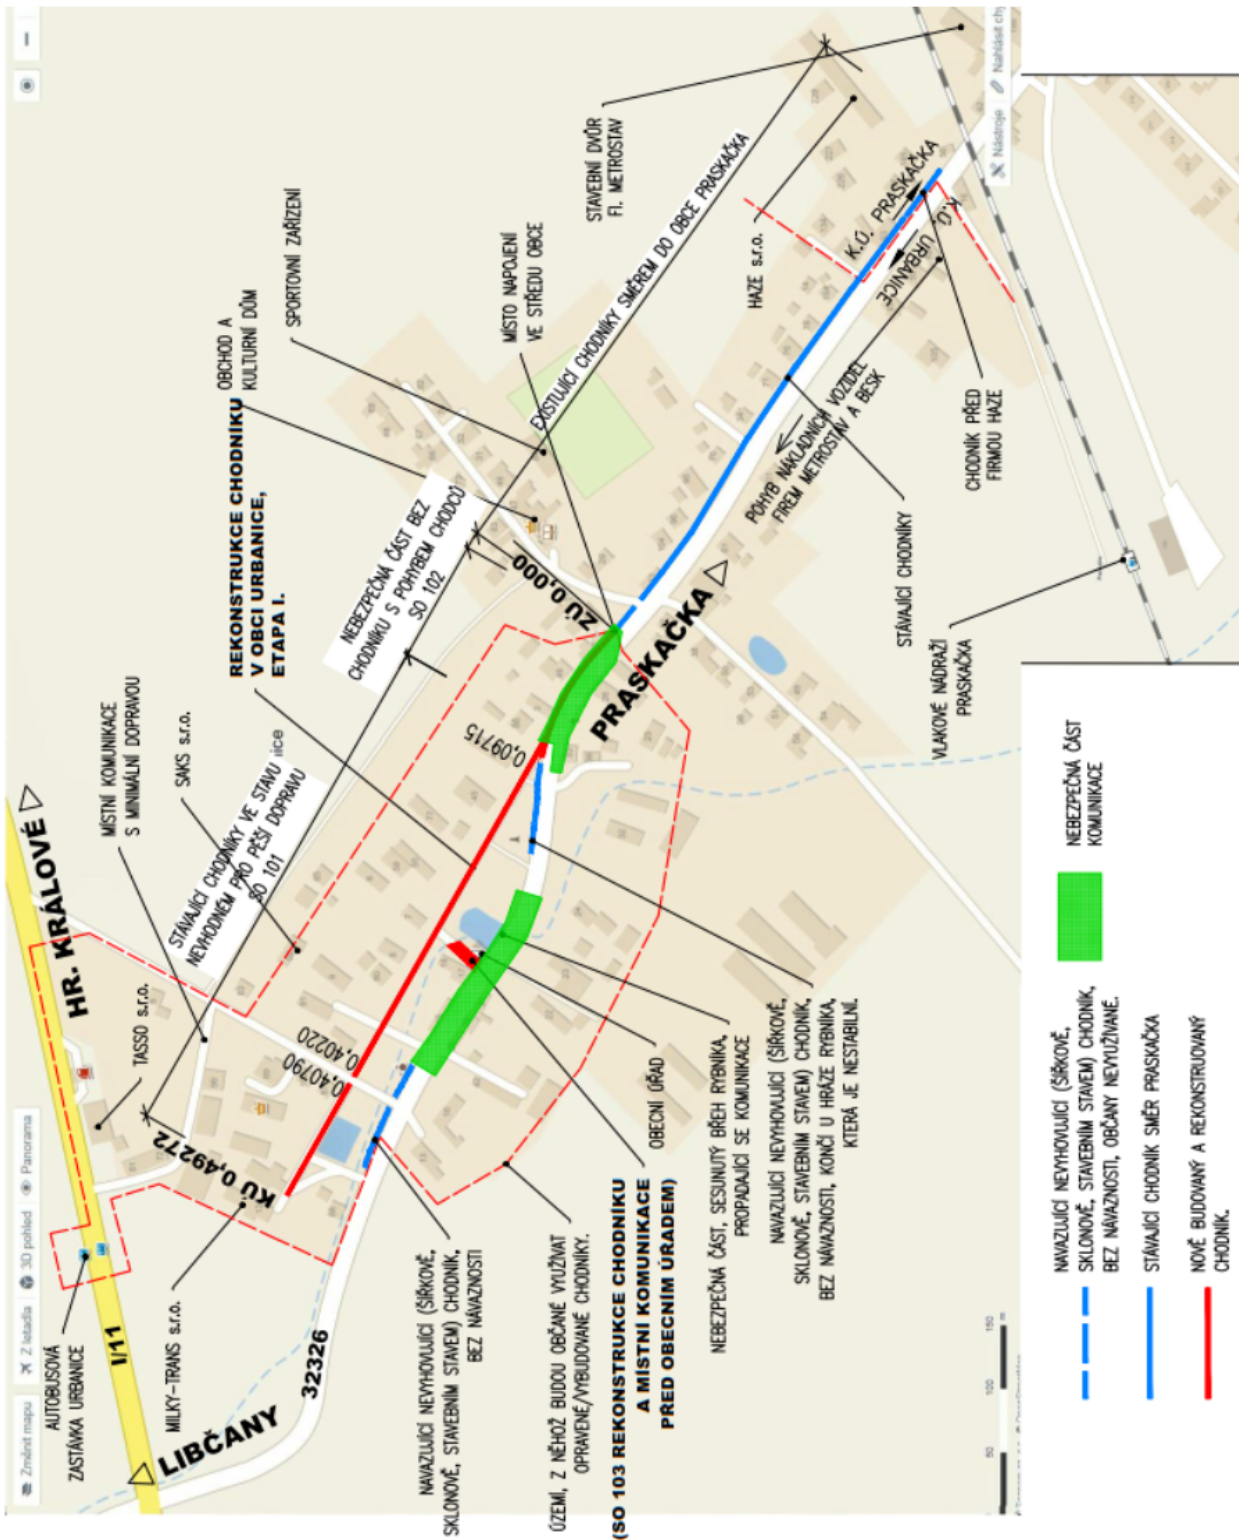 Změnit mapu
Z letadla
3D pohled
Panorama
Nástroje
AUTOBUSOVÁ
ZASTÁVKA URBANICE
I/11
LIBČANY
HR. KRÁLOVÉ
32326
MILKY-TRANS s.r.o.
TASSO s.r.o.
MÍSTNÍ KOMUNIKACE
S MINIMÁLNÍ DOPRAVOU
SAKS s.r.o.
STÁVAJÍCÍ CHODNÍKY VE STAVU
NEVHODNÉM PRO PĚŠÍ DOPRAVU
SO 101
REKONSTRUKCE CHODNÍKU
V OBCI URBANICE,
ETAPA I.
NEBEZPEČNÁ ČÁST BEZ
CHODNÍKU S POHYBEM CHODCŮ
SO 102
OBCHOD A
KULTURNÍ DŮM
SPORTOVNÍ ZAŘÍZENÍ
EXISTUJÍCÍ CHODNÍKY SMĚREM DO OBCE PRASKAČKA
MÍSTO NAPOJENÍ
VE STŘEDU OBCE
STAVEBNÍ DVŮR
FI. METROSTAV
HAZE s.r.o.
K.Ú. PRASKAČKA
K.Ú. URBANICE
KÚ 0,49272
0,40790
0,40220
0,09715
ZÚ 0,000
PRASKAČKA
POHYB NÁKLADNÍCH VOZIDEL
FIREM METROSTAV A BESK
CHODNÍK PŘED
FIRMOU HAZE
STÁVAJÍCÍ CHODNÍKY
VLAKOVÉ NÁDRAŽÍ
PRASKAČKA
NAVAZUJÍCÍ NEVYHOVUJÍCÍ (ŠÍŘKOVĚ,
SKLONOVĚ, STAVEBNÍM STAVEM) CHODNÍK,
BEZ NÁVAZNOSTI
ÚZEMÍ, Z NĚHOŽ BUDOU OBČANÉ VYUŽÍVAT
OPRAVENÉ/VYBUDOVANÉ CHODNÍKY.
(SO 103 REKONSTRUKCE CHODNÍKU
A MÍSTNÍ KOMUNIKACE
PŘED OBECNÍM ÚŘADEM)
OBECNÍ ÚŘAD
NEBEZPEČNÁ ČÁST, SESUNUTÝ BŘEH RYBNÍKA,
PROPADAJÍCÍ SE KOMUNIKACE
NAVAZUJÍCÍ NEVYHOVUJÍCÍ (ŠÍŘKOVĚ,
SKLONOVĚ, STAVEBNÍM STAVEM) CHODNÍK,
BEZ NÁVAZNOSTI, KONČÍ U HRÁZE RYBNÍKA,
KTERÁ JE NESTABILNÍ.
50
100
150
NAVAZUJÍCÍ NEVYHOVUJÍCÍ (ŠÍŘKOVĚ,
SKLONOVĚ, STAVEBNÍM STAVEM) CHODNÍK,
BEZ NÁVAZNOSTI, OBČANY NEVYUŽÍVANÉ.
STÁVAJÍCÍ CHODNÍK SMĚR PRASKAČKA
NOVĚ BUDOVANÝ A REKONSTRUOVANÝ
CHODNÍK.
NEBEZPEČNÁ ČÁST
KOMUNIKACE